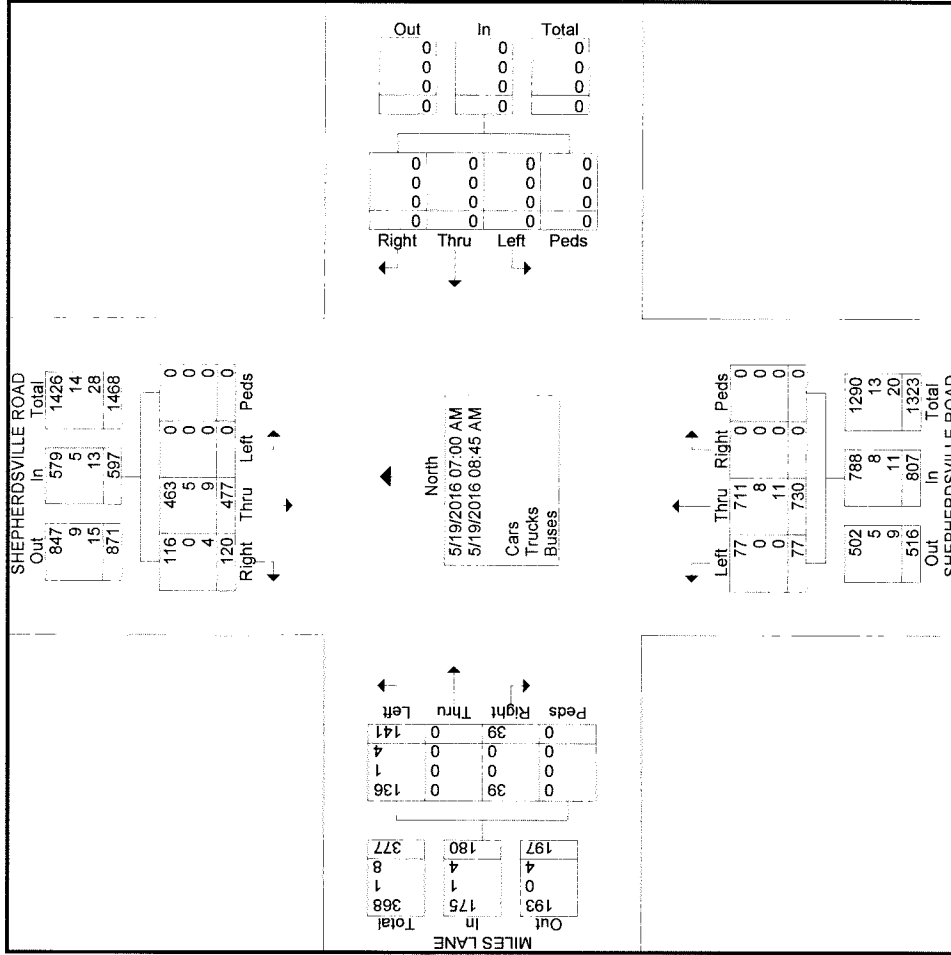 Out In Total
0 0 0
0 0 0
0 0 0
0 0 0
0 0 0 0
0 0 0 0
0 0 0 0
0 0 0 0
Right Thru Left Peds
SHEPHERDSVILLE ROAD
Out In Total
847 579 1426
9 5 14
15 13 28
871 597 1468
116 463 0 0
0 5 0 0
4 9 0 0
120 477 0 0
Right Thru Left Peds
North
5/19/2016 07:00 AM
5/19/2016 08:45 AM
Cars
Trucks
Buses
Left Thru Right Peds
77 711 0 0
0 8 0 0
0 11 0 0
77 730 0 0
502 788 1290
5 8 13
9 11 20
516 807 1323
Out In Total
SHEPHERDSVILLE ROAD
Left Thru Right Peds
141 0 39 0
4 0 0 0
1 0 0 0
136 0 39 0
377 180 197
8 4 4
1 1 0
368 175 193
Total In Out
MILES LANE